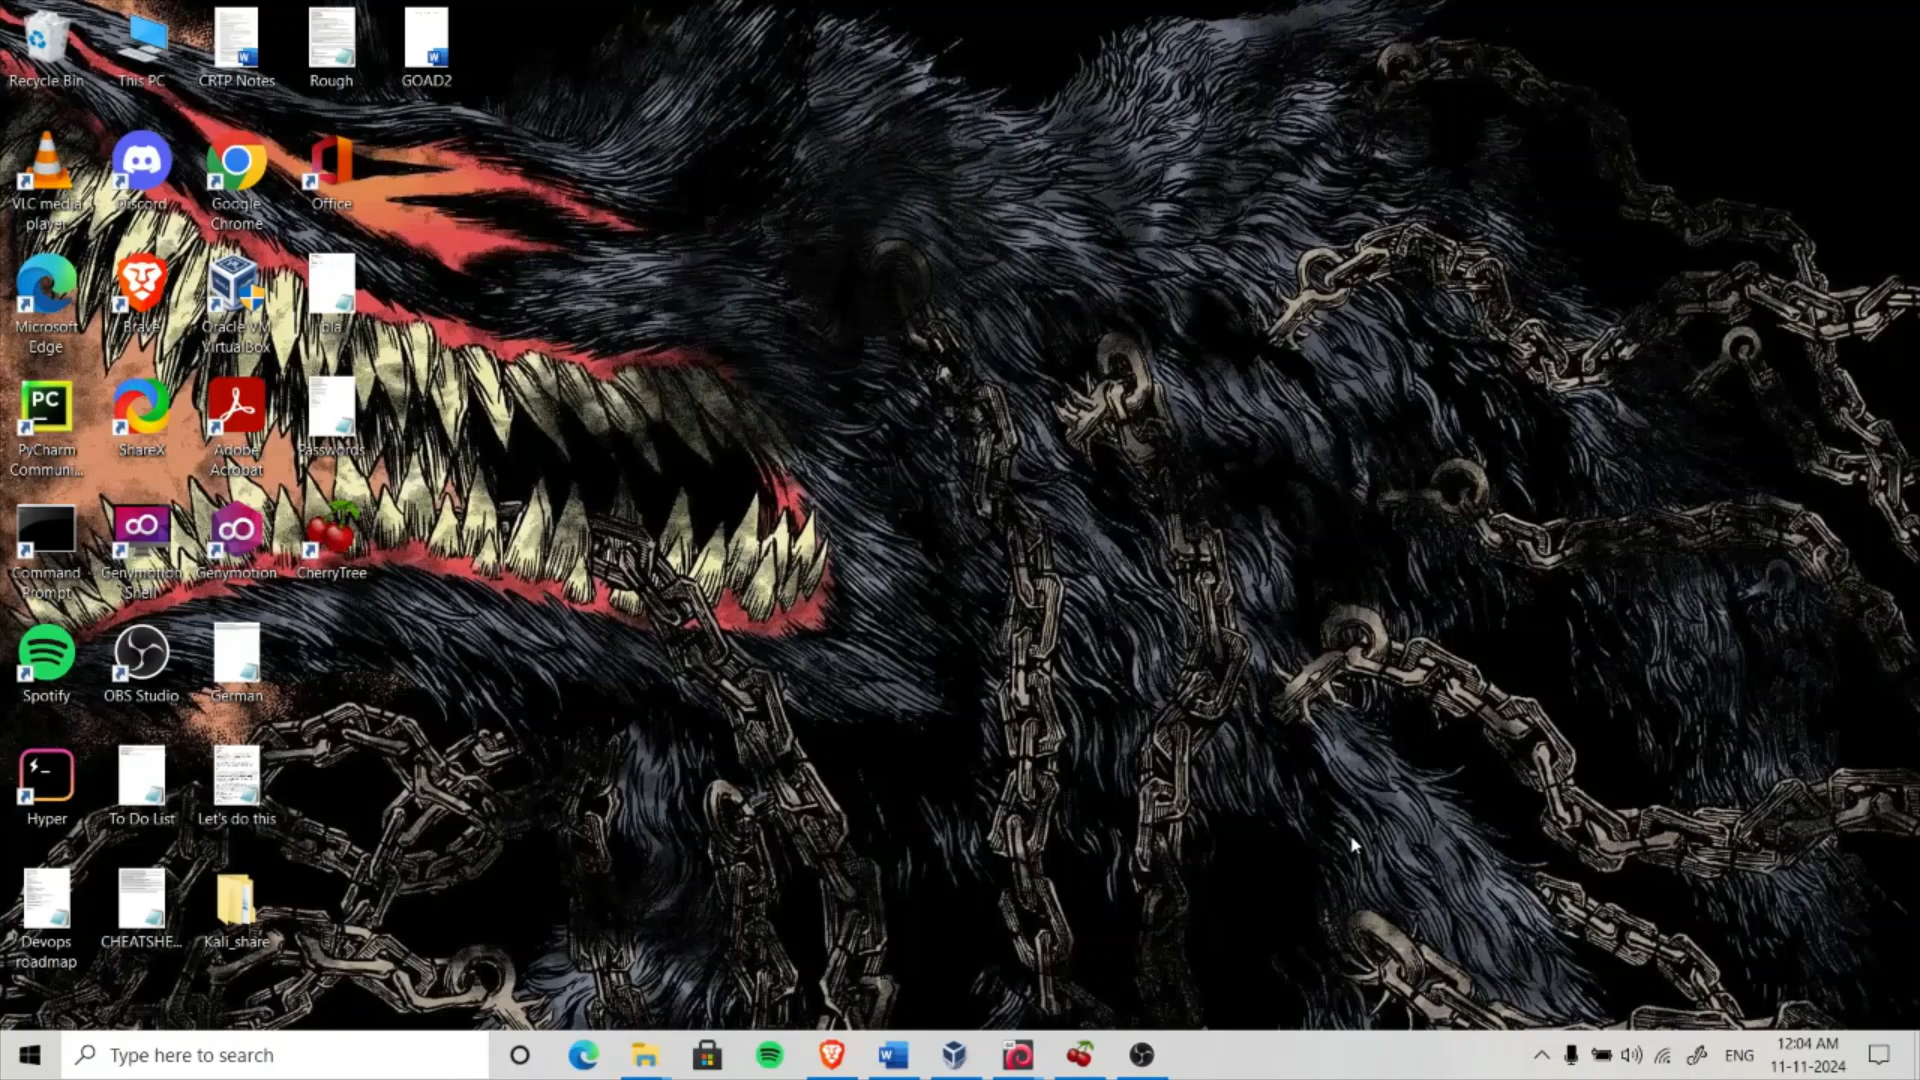 Recycle Bin
This PC
CRTP Notes
Rough
GOAD2
VLC media
player
Discord
Google
Chrome
Office
Microsoft
Edge
Brave
Oracle VM
VirtualBox
bla
PC
PyCharm
Communi...
ShareX
Adobe
Acrobat
Passwords
Command
Prompt
Genymotion
Shell
Genymotion
CherryTree
Spotify
OBS Studio
German
Hyper
To Do List
Let's do this
Devops
roadmap
CHEATSHE...
Kali_share
Type here to search
ENG
12:04 AM
11-11-2024